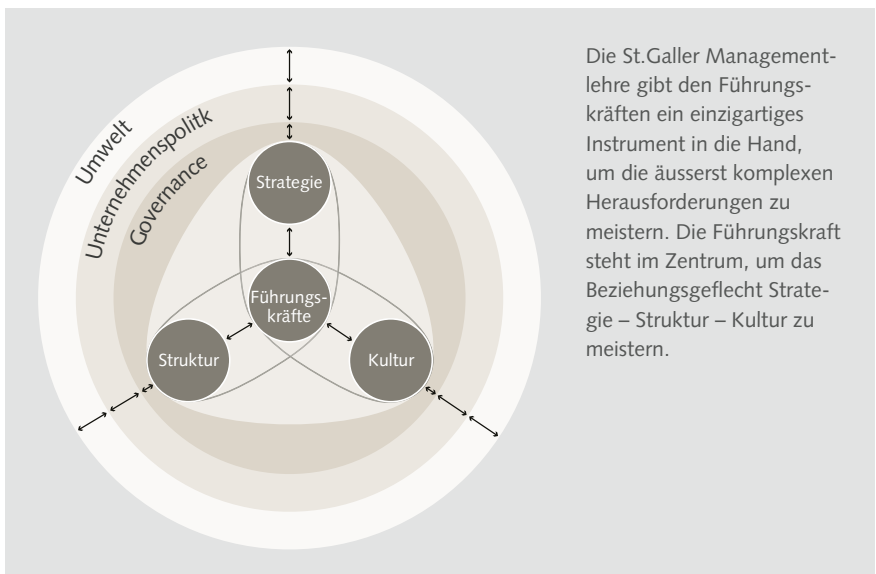 Umwelt
Unternehmenspolitk
Governance
Strategie
Führungs-
kräfte
Struktur
Kultur
Die St.Galler Management-
lehre gibt den Führungs-
kräften ein einzigartiges
Instrument in die Hand,
um die äusserst komplexen
Herausforderungen zu
meistern. Die Führungskraft
steht im Zentrum, um das
Beziehungsgeflecht Strate-
gie – Struktur – Kultur zu
meistern.